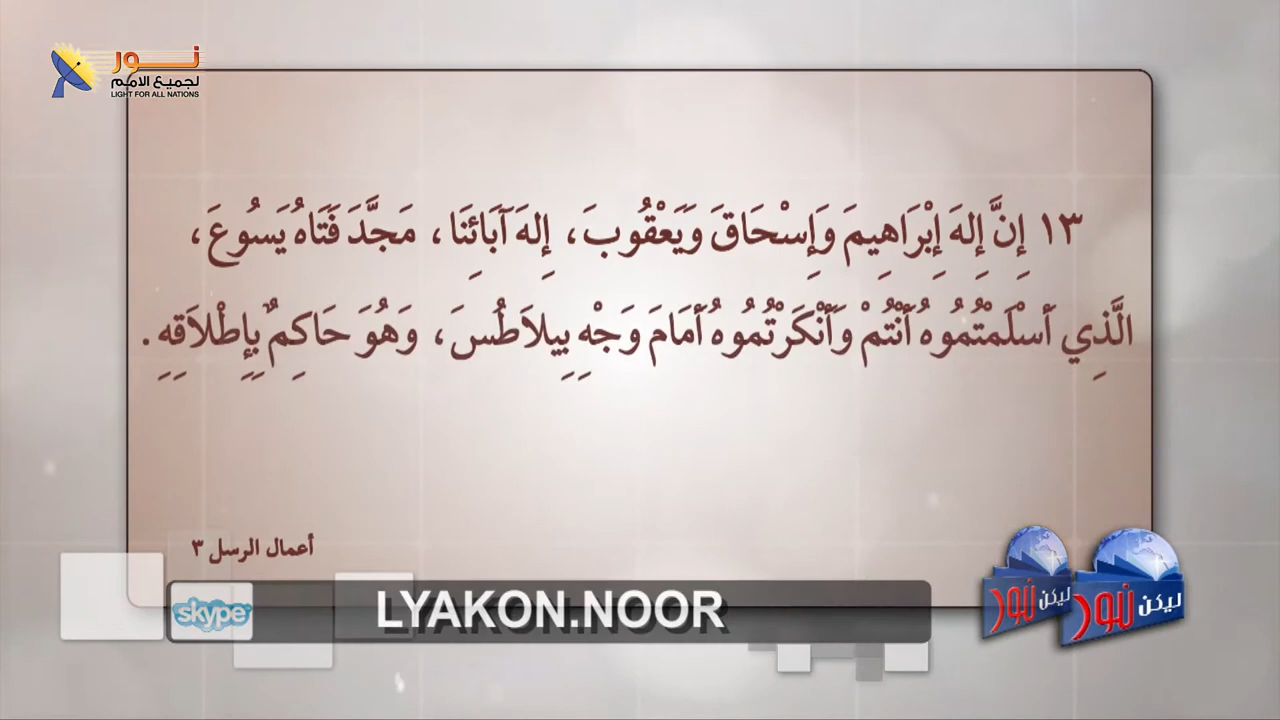 نور
لجميع الامم
LIGHT FOR ALL NATIONS
١٣ إِنَّ إِلهَ إِبْرَاهِيمَ وَإِسْحَاقَ وَيَعْقُوبَ، إِلهَ آبَائِنَا، مَجَّدَ فَتَاهُ يَسُوعَ،
الَّذِي أَسْلَمْتُمُوهُ أَنْتُمْ وَأَنْكَرْتُمُوهُ أَمَامَ وَجْهِ بِيلاَطُسَ، وَهُوَ حَاكِمٌ بِإِطْلاَقِهِ.
أعمال الرسل ٣
skype LYAKON.NOOR
ليكن نور
ليكن نور